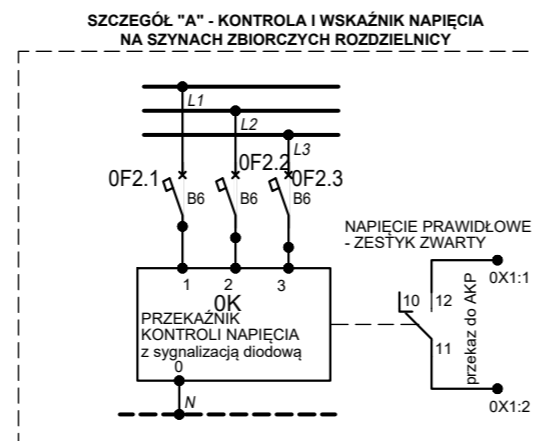 SZCZEGÓŁ "A" - KONTROLA I WSKAŹNIK NAPIĘCIA
NA SZYNACH ZBIORCZYCH ROZDZIELNICY
L1
L2
L3
0F2.1
0F2.2
0F2.3
B6
B6
B6
NAPIĘCIE PRAWIDŁOWE
- ZESTYK ZWARTY
1
2
3
0K
PRZEKAŹNIK
KONTROLI NAPIĘCIA
z sygnalizacją diodową
0
N
10
12
11
przekaz do AKP
0X1:1
0X1:2